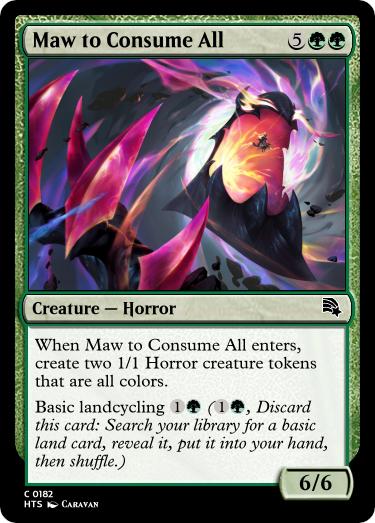 Maw to Consume All 5
Creature — Horror
When Maw to Consume All enters,
create two 1/1 Horror creature tokens
that are all colors.
Basic landcycling 1 (1, Discard
this card: Search your library for a basic
land card, reveal it, put it into your hand,
then shuffle.)
6/6
C 0182
HTS CARAVAN